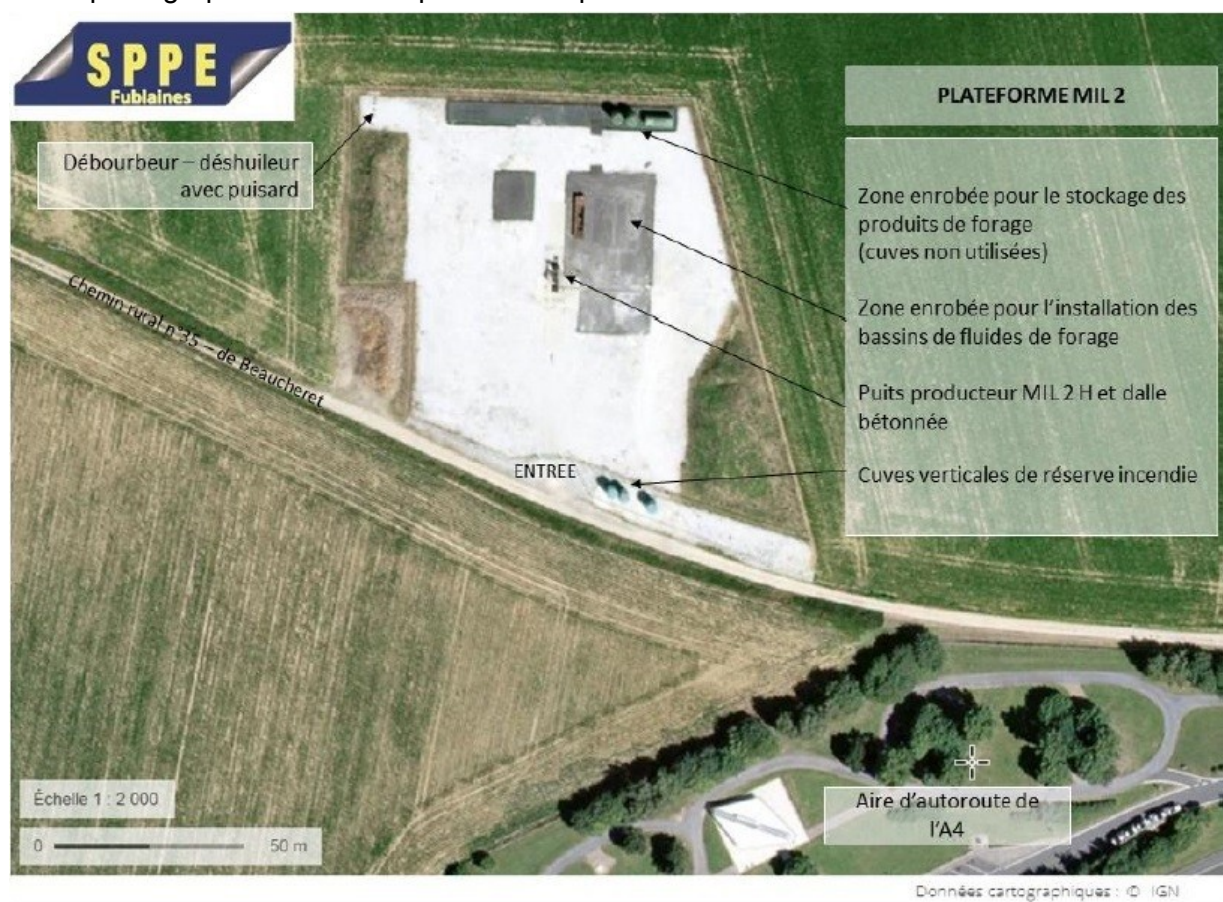 SPPE
Fublaines
PLATEFORME MIL 2
Débourbeur – déshuileur
avec puisard
Zone enrobée pour le stockage des
produits de forage
(cuves non utilisées)
Zone enrobée pour l'installation des
bassins de fluides de forage
Puits producteur MIL 2 H et dalle
bétonnée
Cuves verticales de réserve incendie
Chemin rural n°35 – de Beaucheret
ENTREE
Échelle 1 : 2 000
0 50 m
Aire d'autoroute de
l'A4
Données cartographiques : © IGN